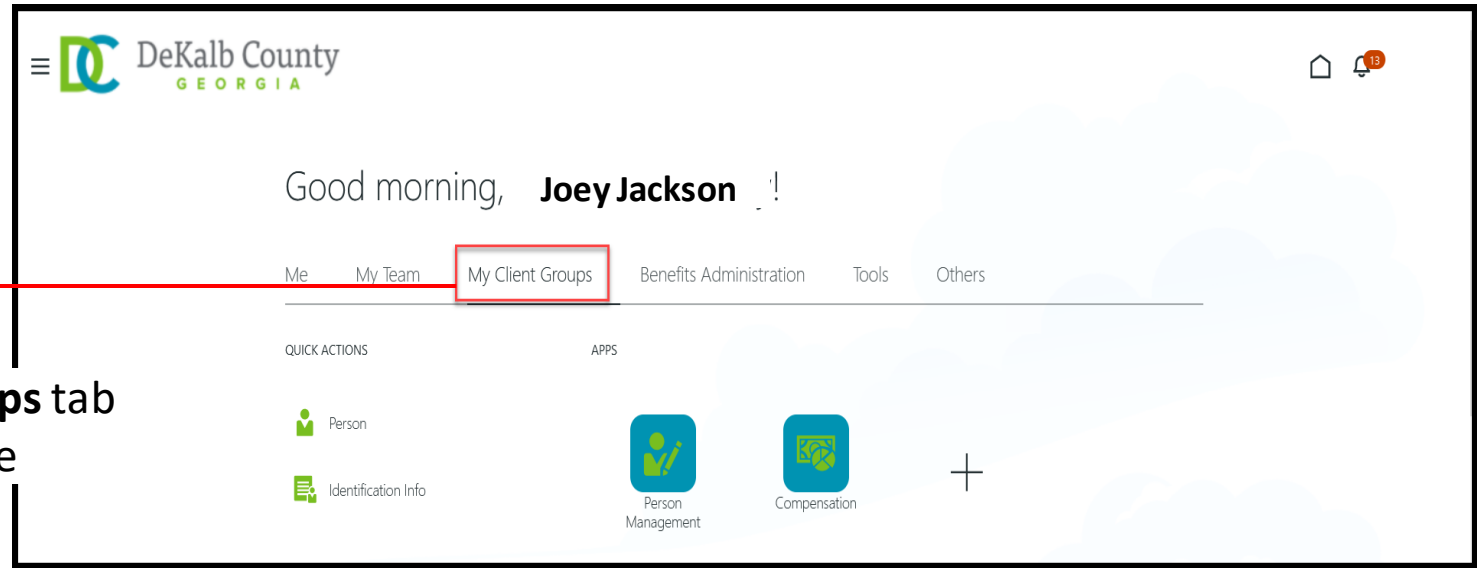 DeKalb County
GEORGIA
13
Good morning, Joey Jackson !
Me My Team My Client Groups Benefits Administration Tools Others
QUICK ACTIONS APPS
ps tab
e
Person
Identification Info
Person
Management
Compensation